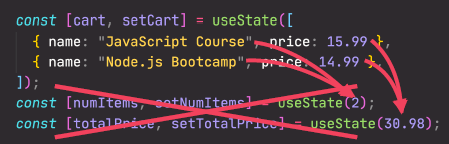 const [cart, setCart] = useState([
{ name: "JavaScript Course", price: 15.99 },
{ name: "Node.js Bootcamp", price: 14.99 },
]);
const [numItems, setNumItems] = useState(2);
const [totalPrice, setTotalPrice] = useState(30.98);